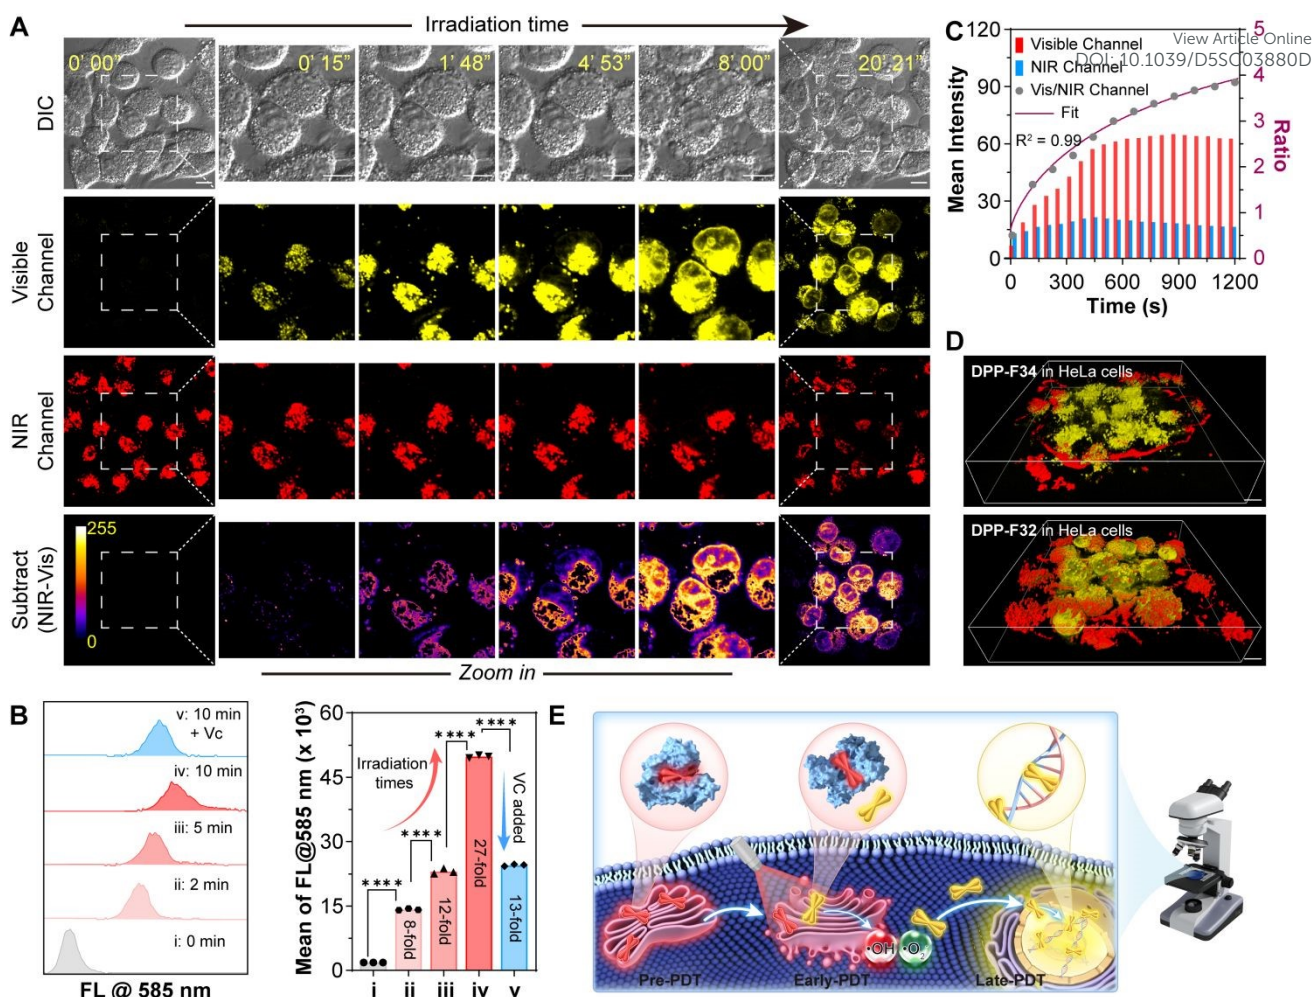 A
Irradiation time
0' 00"
0' 15"
1' 48"
4' 53"
8' 00"
20' 21"
DIC
Visible
Channel
NIR
Channel
Subtract
(NIR-Vis)
255
0
Zoom in
C
View Article Online
DOI: 10.1039/D5SC03880D
Visible Channel
NIR Channel
Vis/NIR Channel
Fit
R² = 0.99
Mean Intensity
120
90
60
30
0
Ratio
5
4
3
2
1
0
0 300 600 900 1200
Time (s)
D
DPP-F34 in HeLa cells
DPP-F32 in HeLa cells
B
v: 10 min
+ Vc
iv: 10 min
iii: 5 min
ii: 2 min
i: 0 min
FL @ 585 nm
Mean of FL@585 nm (x 10³)
60
45
30
15
0
Irradiation
times
VC added
****
****
****
****
8-fold
12-fold
27-fold
13-fold
i ii iii iv v
E
•OH
•O₂⁻
Pre-PDT
Early-PDT
Late-PDT